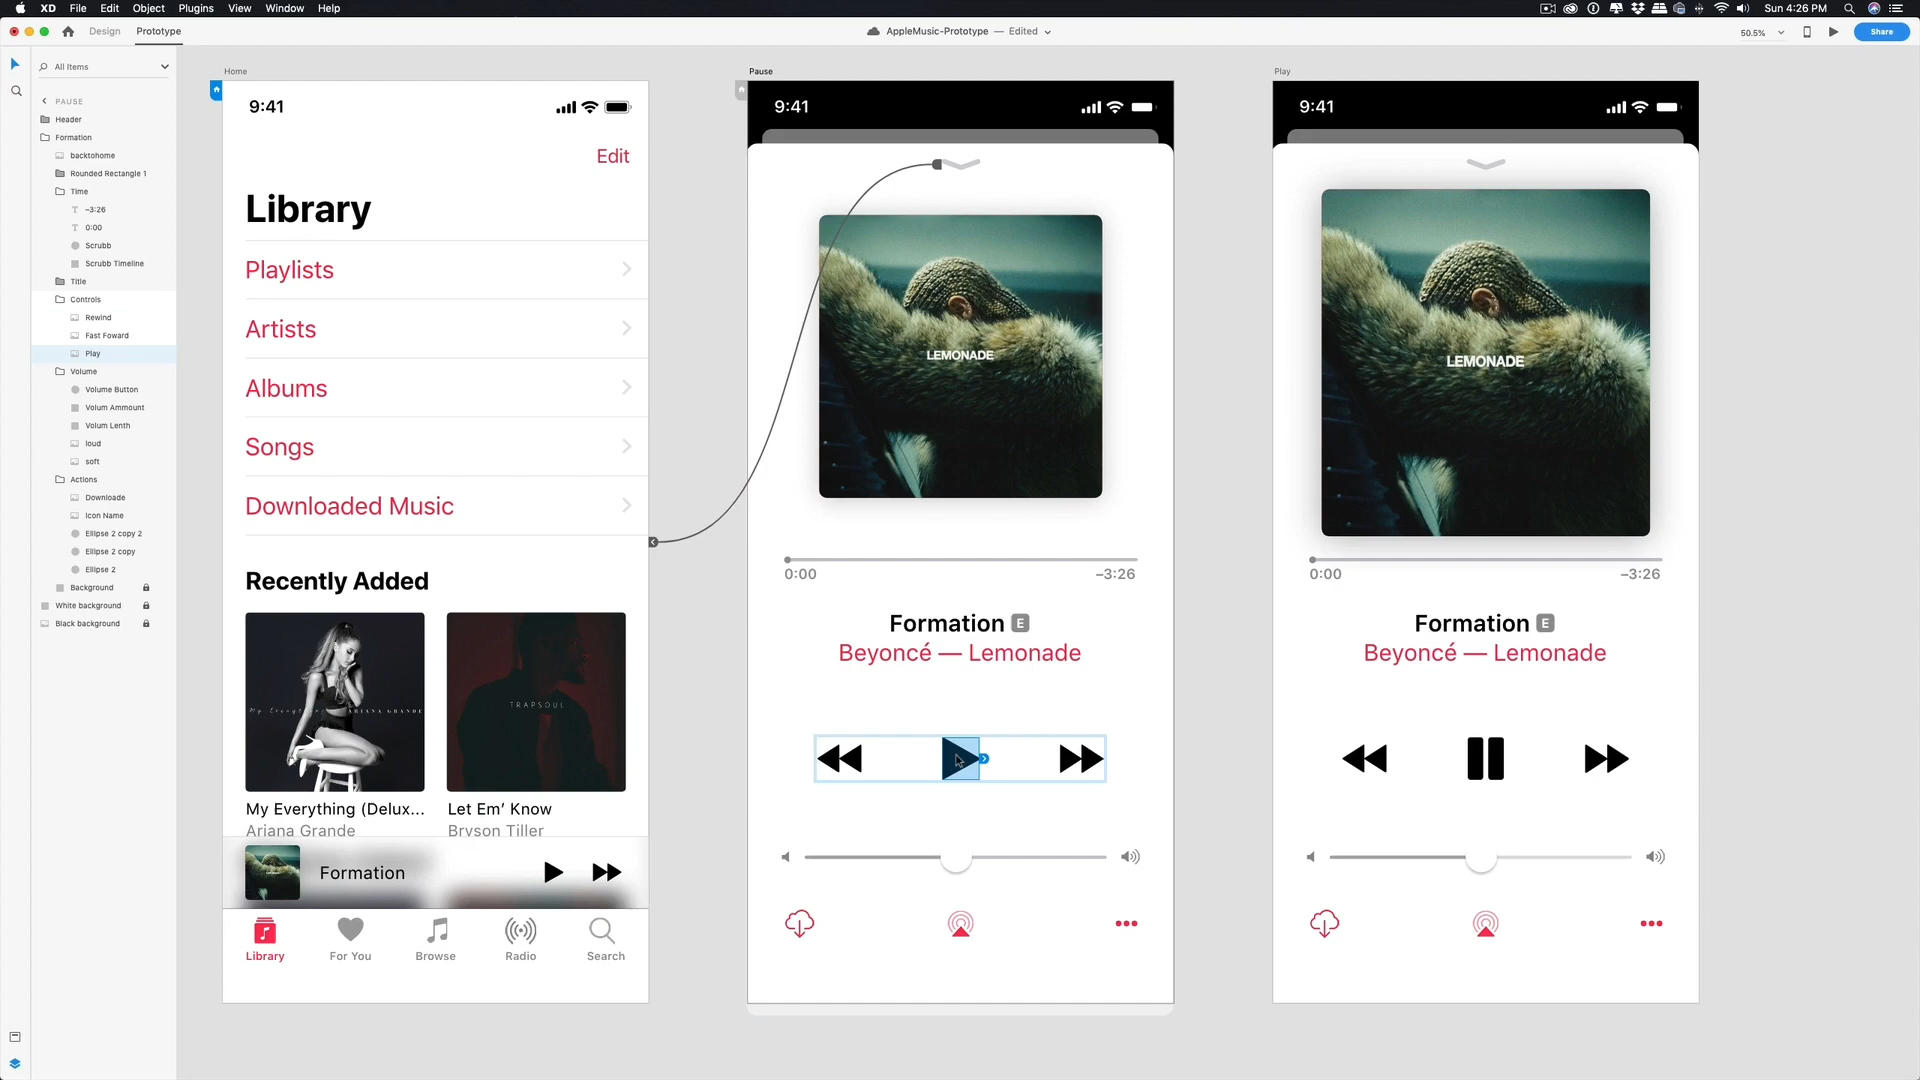 XD File Edit Object Plugins View Window Help
Sun 4:26 PM
Design Prototype
AppleMusic-Prototype — Edited
50.5%
Share
All Items
PAUSE
Header
Formation
backtohome
Rounded Rectangle 1
Time
–3:26
0:00
Scrubb
Scrubb Timeline
Title
Controls
Rewind
Fast Foward
Play
Volume
Volume Button
Volum Ammount
Volum Lenth
loud
soft
Actions
Downloade
Icon Name
Ellipse 2 copy 2
Ellipse 2 copy
Ellipse 2
Background
White background
Black background
Home
9:41
Edit
Library
Playlists
Artists
Albums
Songs
Downloaded Music
Recently Added
My Everything ARIANA GRANDE
TRAPSOUL
My Everything (Delux...
Ariana Grande
Let Em’ Know
Bryson Tiller
Formation
Library
For You
Browse
Radio
Search
Pause
9:41
LEMONADE
0:00
–3:26
Formation E
Beyoncé — Lemonade
Play
9:41
LEMONADE
0:00
–3:26
Formation E
Beyoncé — Lemonade